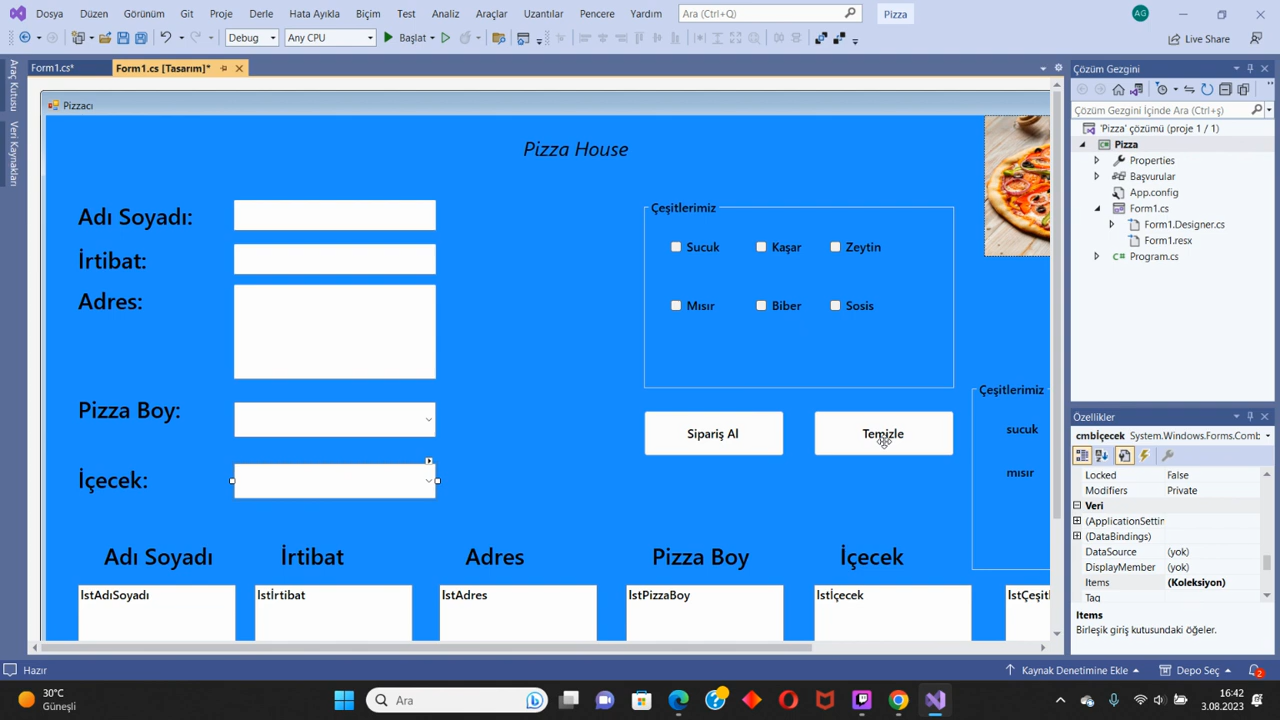 Dosya Düzen Görünüm Git Proje Derle Hata Ayıkla Biçim Test Analiz Araçlar Uzantılar Pencere Yardım Ara (Ctrl+Q) Pizza AG
Debug Any CPU Başlat Live Share
Form1.cs* Form1.cs [Tasarım]*
Araç Kutusu
Veri Kaynakları
Pizzacı
Pizza House
Adı Soyadı:
İrtibat:
Adres:
Pizza Boy:
İçecek:
Çeşitlerimiz
Sucuk Kaşar Zeytin
Mısır Biber Sosis
Sipariş Al Temizle
Çeşitlerimiz
sucuk
mısır
Adı Soyadı İrtibat Adres Pizza Boy İçecek
lstAdıSoyadı lstİrtibat lstAdres lstPizzaBoy lstİçecek lstÇeşitl
Çözüm Gezgini
Çözüm Gezgini İçinde Ara (Ctrl+ş)
'Pizza' çözümü (proje 1 / 1)
Pizza
Properties
Başvurular
App.config
Form1.cs
Form1.Designer.cs
Form1.resx
Program.cs
Özellikler
cmbİçecek System.Windows.Forms.Comb
Locked False
Modifiers Private
Veri
(ApplicationSettin
(DataBindings)
DataSource (yok)
DisplayMember (yok)
Items (Koleksiyon)
Tag
Items
Birleşik giriş kutusundaki öğeler.
Hazır Kaynak Denetimine Ekle Depo Seç 2
30°C
Güneşli
Ara
16:42
3.08.2023